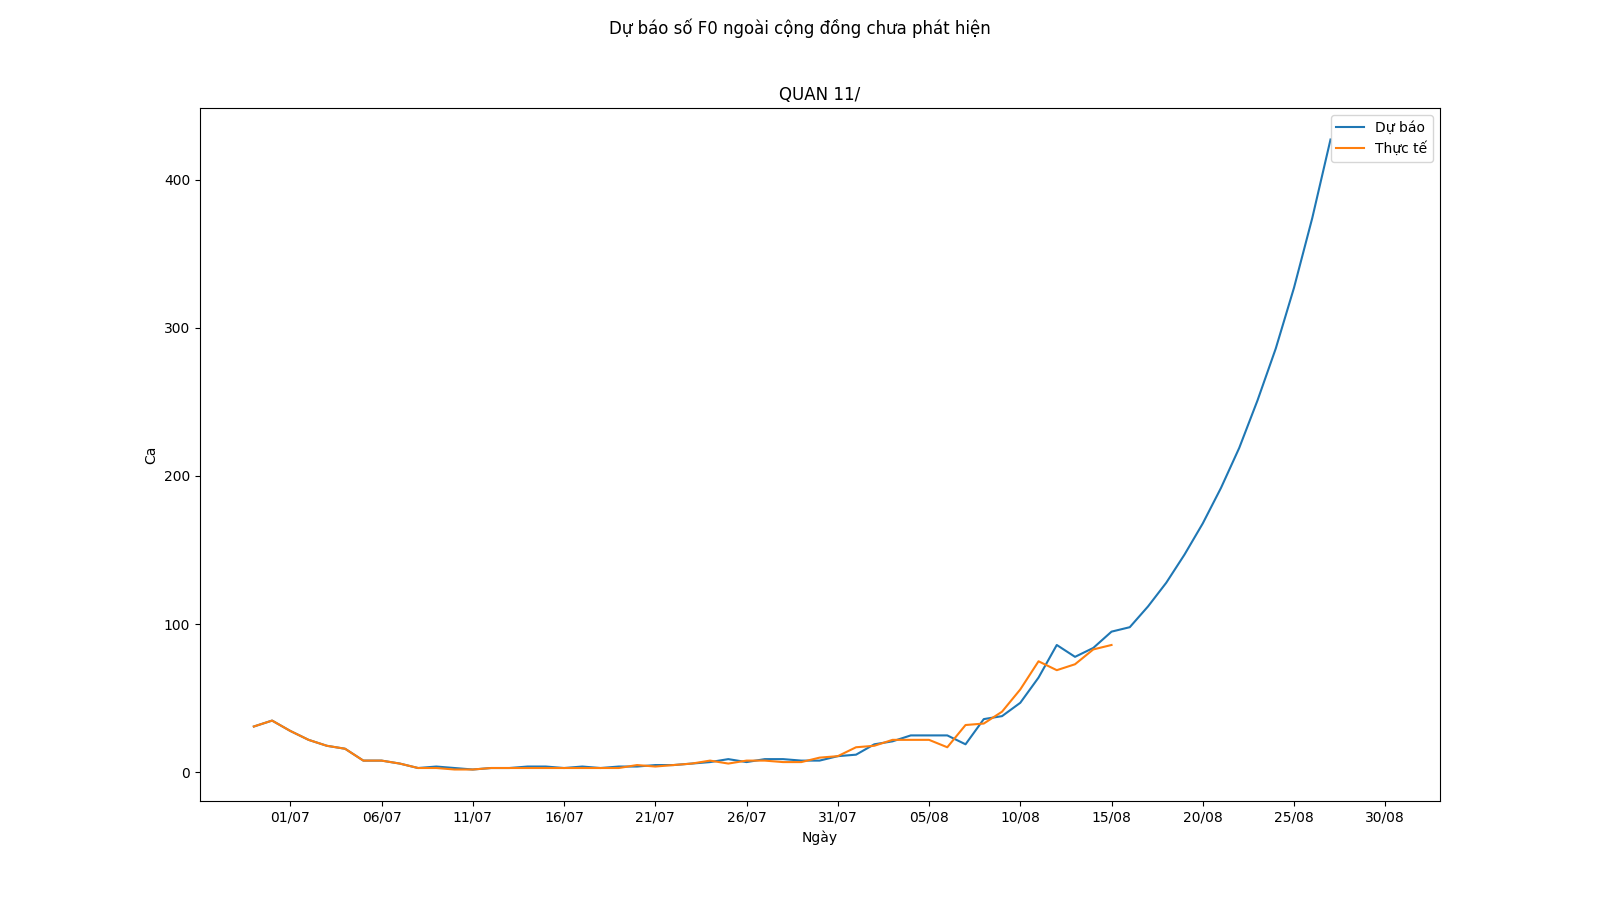 Dự báo số F0 ngoài cộng đồng chưa phát hiện
QUAN 11/
Dự báo
Thực tế
400
300
200
100
0
Ca
01/07 06/07 11/07 16/07 21/07 26/07 31/07 05/08 10/08 15/08 20/08 25/08 30/08
Ngày